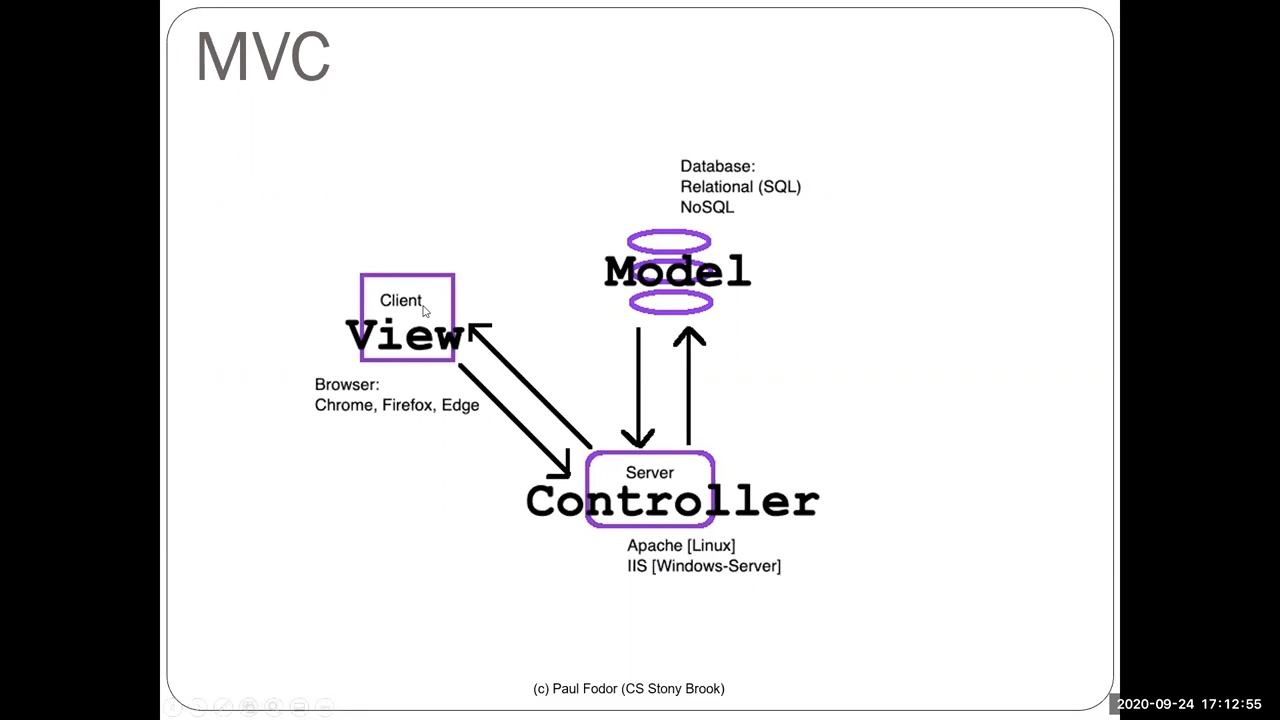 MVC
Database:
Relational (SQL)
NoSQL
Model
Client
View
Browser:
Chrome, Firefox, Edge
Server
Controller
Apache [Linux]
IIS [Windows-Server]
(c) Paul Fodor (CS Stony Brook)
2020-09-24 17:12:55